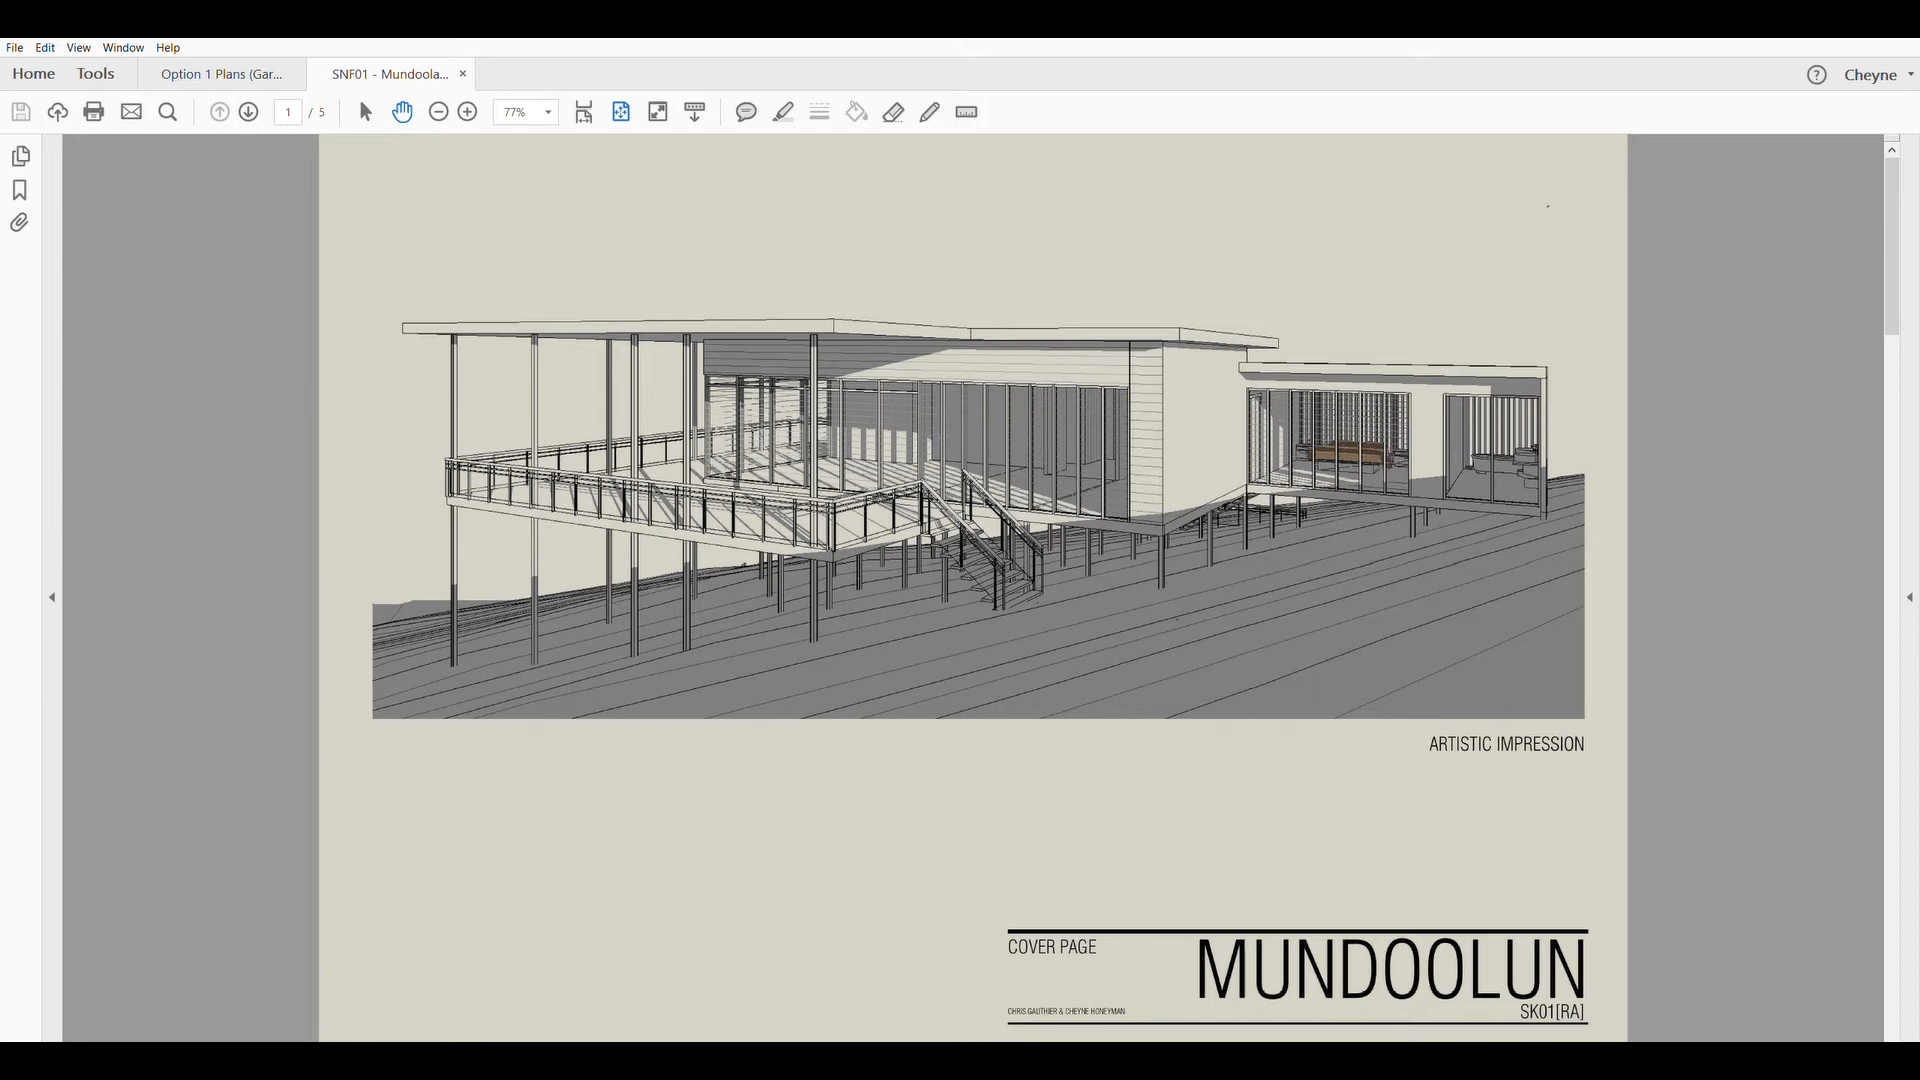 File Edit View Window Help
Home Tools Option 1 Plans (Gar... SNF01 - Mundoola... × ? Cheyne
1 / 5 77%
ARTISTIC IMPRESSION
COVER PAGE
MUNDOOLUN
CHRIS GAUTHIER & CHEYNE HONEYMAN
SK01[RA]